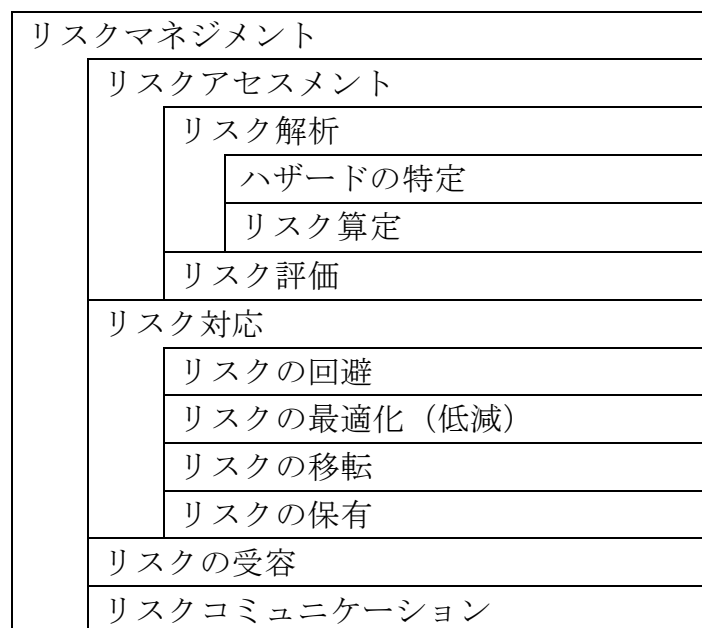 リスクマネジメント
リスクアセスメント
リスク解析
ハザードの特定
リスク算定
リスク評価
リスク対応
リスクの回避
リスクの最適化（低減）
リスクの移転
リスクの保有
リスクの受容
リスクコミュニケーション